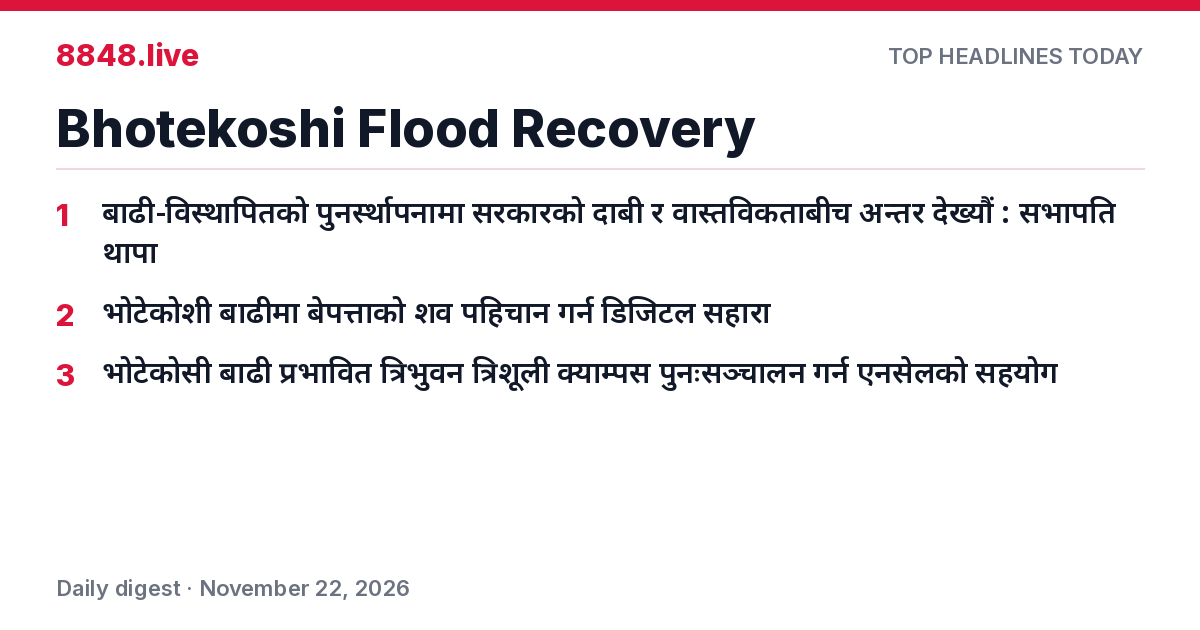 8848.live
TOP HEADLINES TODAY
Bhotekoshi Flood Recovery
1 बाढी-विस्थापितको पुनर्स्थापनामा सरकारको दाबी र वास्तविकताबीच अन्तर देख्यौं : सभापति
थापा
2 भोटेकोशी बाढीमा बेपत्ताको शव पहिचान गर्न डिजिटल सहारा
3 भोटेकोसी बाढी प्रभावित त्रिभुवन त्रिशूली क्याम्पस पुनःसञ्चालन गर्न एनसेलको सहयोग
Daily digest · November 22, 2026